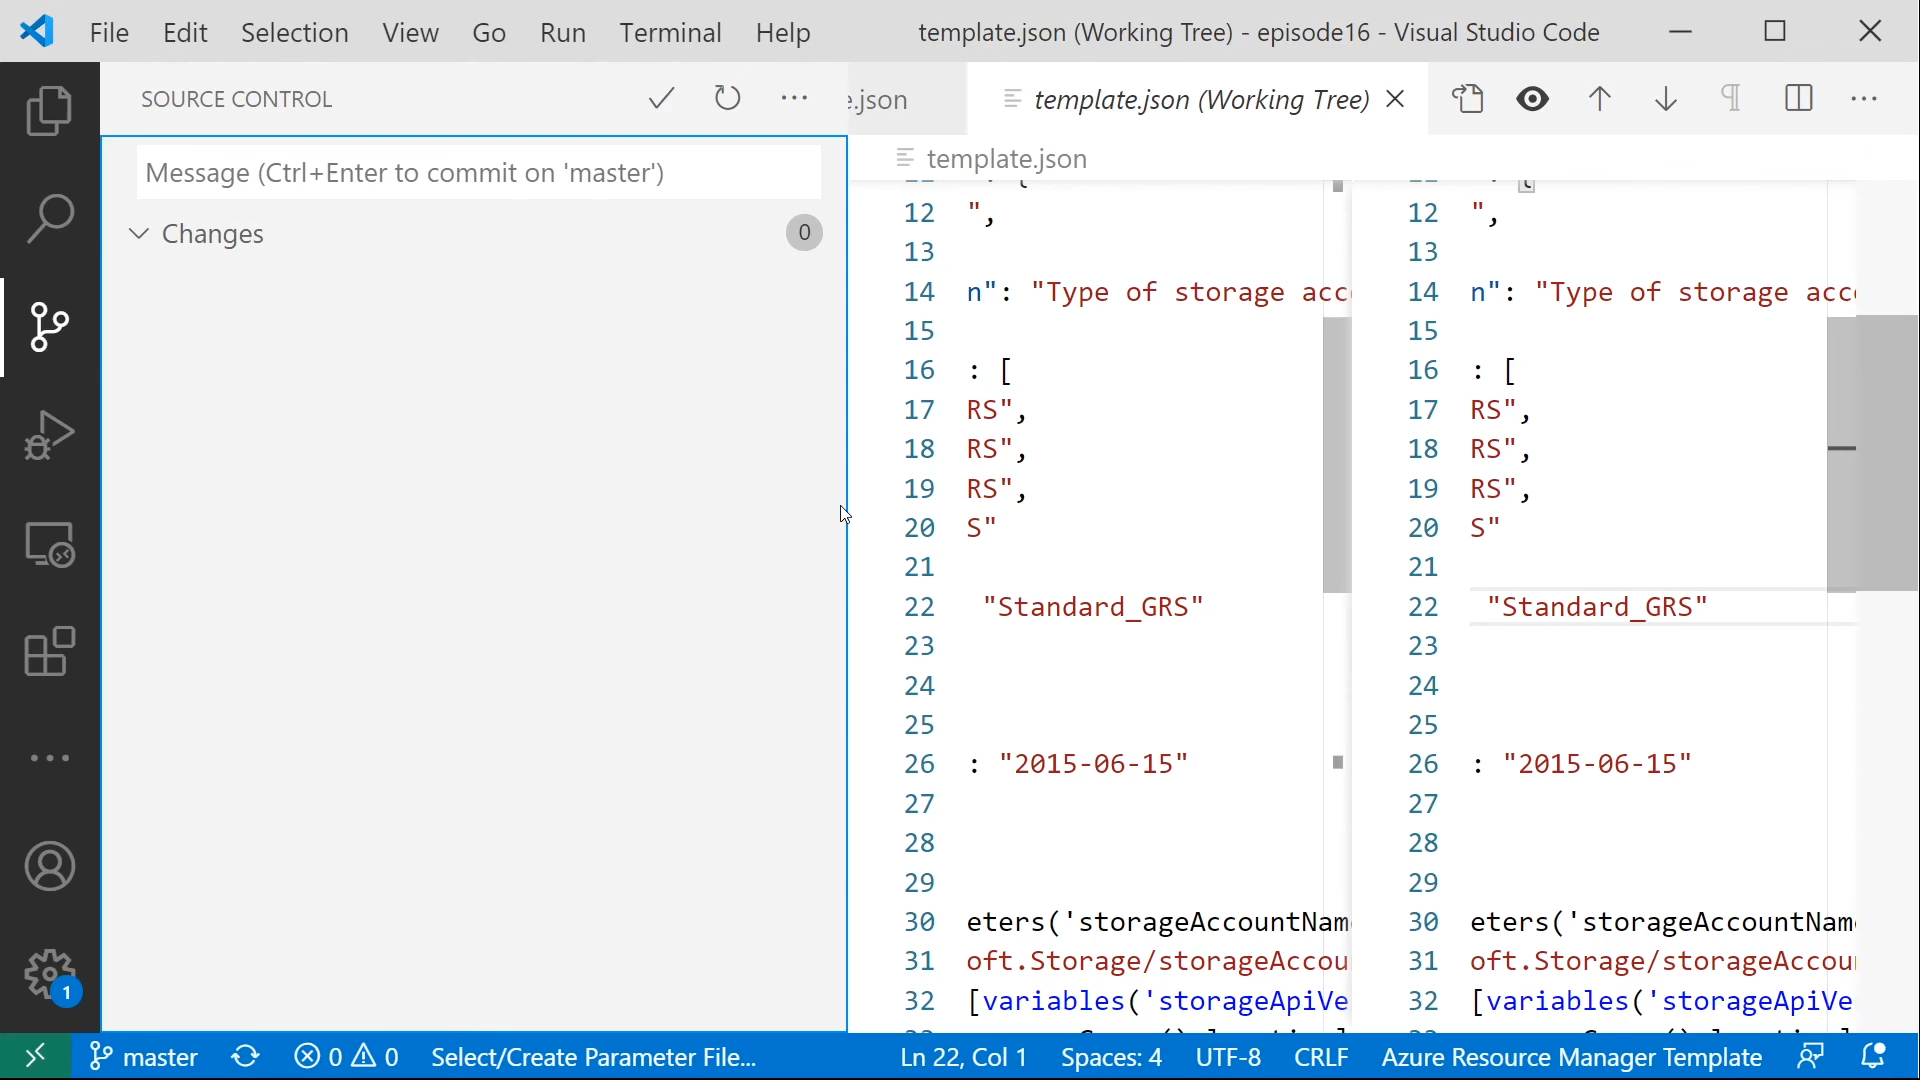 File Edit Selection View Go Run Terminal Help template.json (Working Tree) - episode16 - Visual Studio Code
SOURCE CONTROL
Message (Ctrl+Enter to commit on 'master')
Changes 0
e.json template.json (Working Tree)
template.json
12 ",
13
14 n": "Type of storage acc
15
16 : [
17 RS",
18 RS",
19 RS",
20 S"
21
22 "Standard_GRS"
23
24
25
26 : "2015-06-15"
27
28
29
30 eters('storageAccountNam
31 oft.Storage/storageAccou
32 [variables('storageApiVe
12 ",
13
14 n": "Type of storage acc
15
16 : [
17 RS",
18 RS",
19 RS",
20 S"
21
22 "Standard_GRS"
23
24
25
26 : "2015-06-15"
27
28
29
30 eters('storageAccountNam
31 oft.Storage/storageAccou
32 [variables('storageApiVe
1
master 0 0 Select/Create Parameter File... Ln 22, Col 1 Spaces: 4 UTF-8 CRLF Azure Resource Manager Template